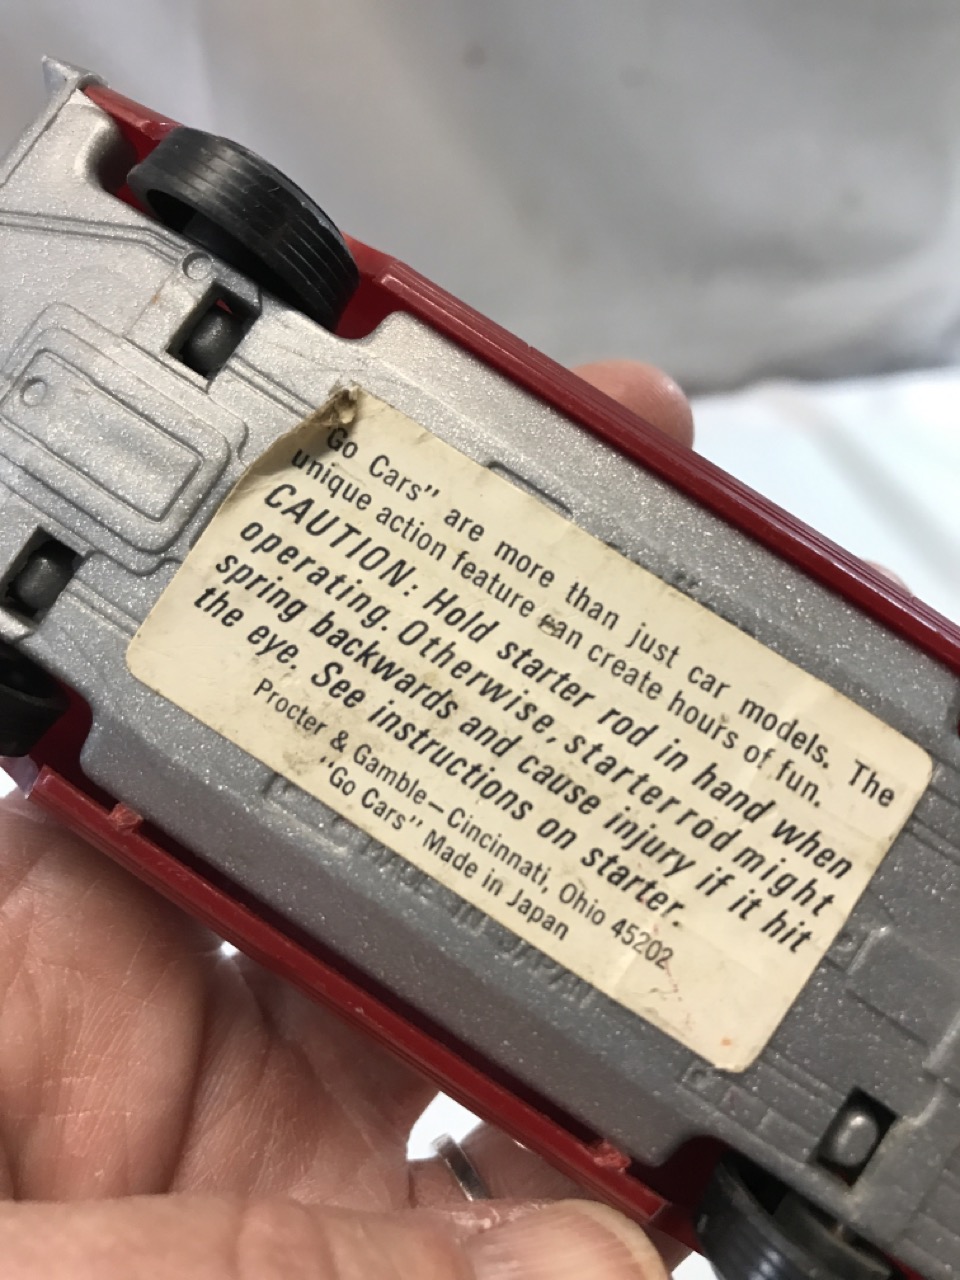 "Go Cars" are more than just car models. The
unique action feature can create hours of fun.
CAUTION: Hold starter rod in hand when
operating. Otherwise, starter rod might
spring backwards and cause injury if it hit
the eye. See instructions on starter.
Procter & Gamble—Cincinnati, Ohio 45202
"Go Cars" Made in Japan